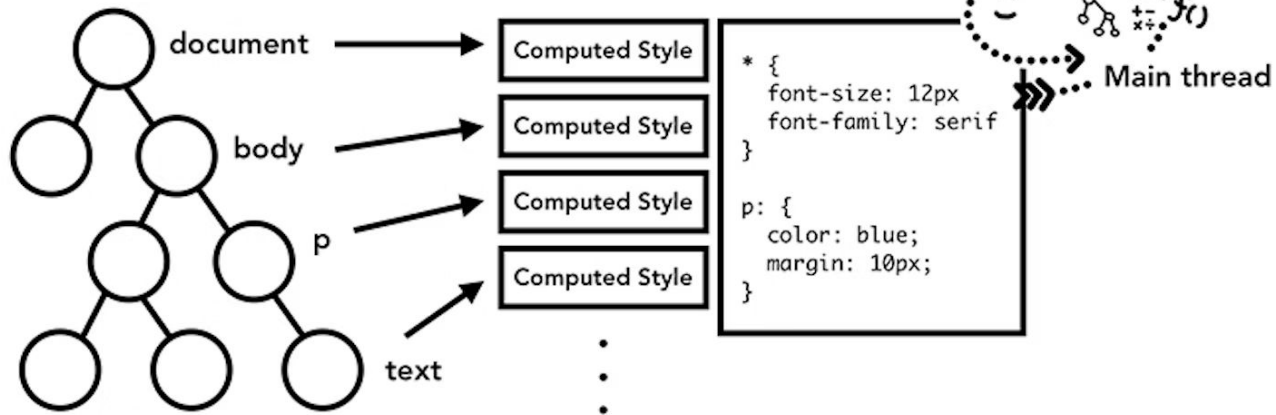 document
body
p
text
Computed Style
Computed Style
Computed Style
Computed Style
* {
font-size: 12px
font-family: serif
}
p: {
color: blue;
margin: 10px;
}
+-
×÷
f()
Main thread